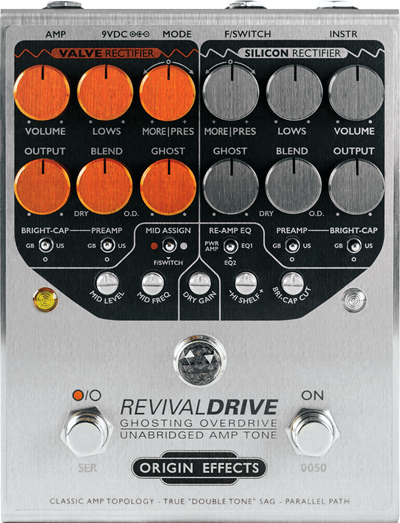 AMP 9VDC MODE F/SWITCH INSTR
VALVE RECTIFIER SILICON RECTIFIER
VOLUME LOWS MORE|PRES MORE|PRES LOWS VOLUME
OUTPUT BLEND GHOST GHOST BLEND OUTPUT
DRY O.D. DRY O.D.
BRIGHT-CAP PREAMP MID ASSIGN RE-AMP EQ PREAMP BRIGHT-CAP
GB US GB US PWR AMP EQ1 GB US GB US
F/SWITCH EQ2
MID LEVEL MID FREQ DRY GAIN -HI SHELF+ BRI-CAP CUT
O/O ON
REVIVALDRIVE
GHOSTING OVERDRIVE
UNABRIDGED AMP TONE
SER 0050
ORIGIN EFFECTS
CLASSIC AMP TOPOLOGY - TRUE "DOUBLE TONE" SAG - PARALLEL PATH